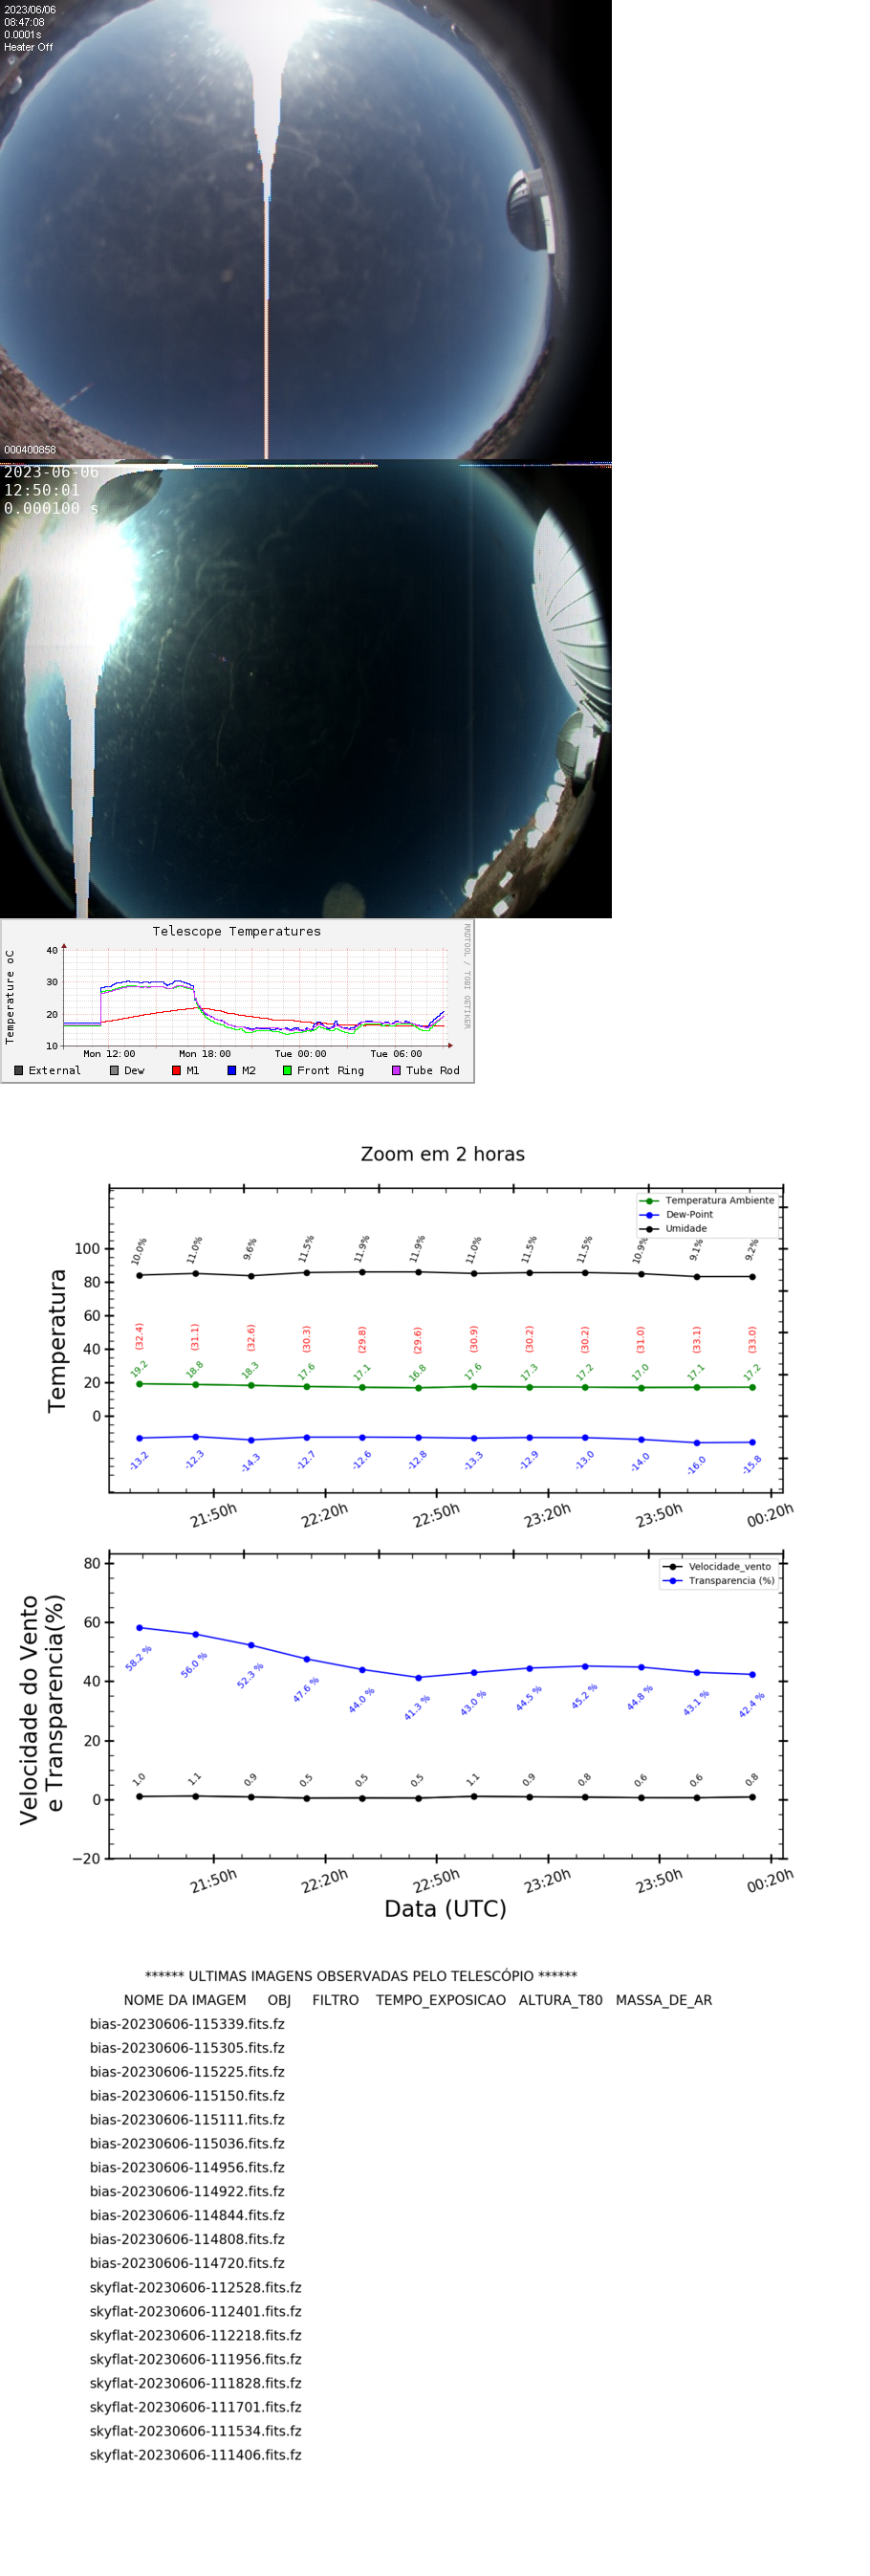 2023/06/06
08:47:08
0.0001s
Heater Off
000400858
2023-06-06
12:50:01
0.000100 s
Telescope Temperatures
RRDTOOL / TOBI OETIKER
Temperature oC
40
30
20
10
Mon 12:00 Mon 18:00 Tue 00:00 Tue 06:00
External Dew M1 M2 Front Ring Tube Rod
Zoom em 2 horas
Temperatura Ambiente
Dew-Point
Umidade
Temperatura
100
80
60
40
20
0
10.0% 11.0% 9.6% 11.5% 11.9% 11.9% 11.0% 11.5% 11.5% 10.9% 9.1% 9.2%
(32.4) (31.1) (32.6) (30.3) (29.8) (29.6) (30.9) (30.2) (30.2) (31.0) (33.1) (33.0)
19.2 18.8 18.3 17.6 17.1 16.8 17.6 17.3 17.2 17.0 17.1 17.2
-13.2 -12.3 -14.3 -12.7 -12.6 -12.8 -13.3 -12.9 -13.0 -14.0 -16.0 -15.8
21:50h 22:20h 22:50h 23:20h 23:50h 00:20h
Velocidade_vento
Transparencia (%)
Velocidade do Vento
e Transparencia(%)
80
60
40
20
0
−20
58.2 % 56.0 % 52.3 % 47.6 % 44.0 % 41.3 % 43.0 % 44.5 % 45.2 % 44.8 % 43.1 % 42.4 %
1.0 1.1 0.9 0.5 0.5 0.5 1.1 0.9 0.8 0.6 0.6 0.8
21:50h 22:20h 22:50h 23:20h 23:50h 00:20h
Data (UTC)
****** ULTIMAS IMAGENS OBSERVADAS PELO TELESCÓPIO ******
NOME DA IMAGEM OBJ FILTRO TEMPO_EXPOSICAO ALTURA_T80 MASSA_DE_AR
bias-20230606-115339.fits.fz
bias-20230606-115305.fits.fz
bias-20230606-115225.fits.fz
bias-20230606-115150.fits.fz
bias-20230606-115111.fits.fz
bias-20230606-115036.fits.fz
bias-20230606-114956.fits.fz
bias-20230606-114922.fits.fz
bias-20230606-114844.fits.fz
bias-20230606-114808.fits.fz
bias-20230606-114720.fits.fz
skyflat-20230606-112528.fits.fz
skyflat-20230606-112401.fits.fz
skyflat-20230606-112218.fits.fz
skyflat-20230606-111956.fits.fz
skyflat-20230606-111828.fits.fz
skyflat-20230606-111701.fits.fz
skyflat-20230606-111534.fits.fz
skyflat-20230606-111406.fits.fz